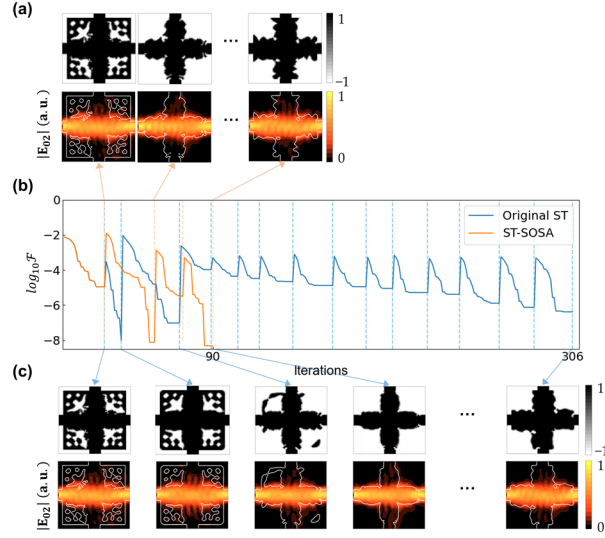 (a)
1
...
−1
|E₀₂| (a.u.)
1
...
0
(b)
0
−2
−4
−6
−8
log₁₀ℱ
Original ST
ST-SOSA
90
Iterations
306
(c)
1
...
−1
|E₀₂| (a.u.)
1
...
0